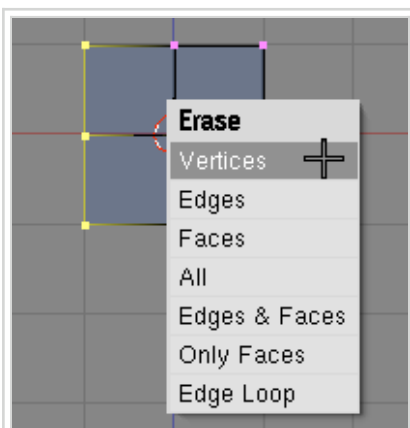 Erase
Vertices
Edges
Faces
All
Edges & Faces
Only Faces
Edge Loop